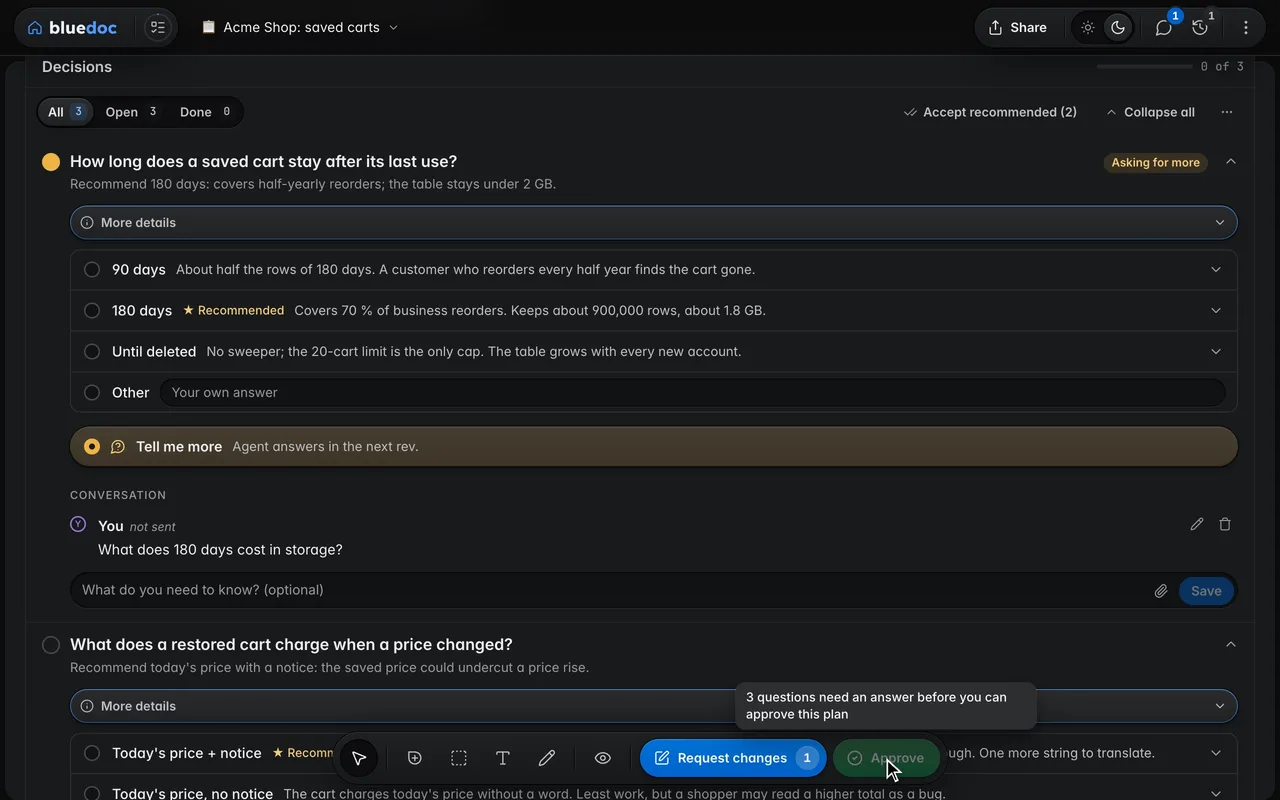 bluedoc
📋 Acme Shop: saved carts
Share
1
1
Decisions
0 of 3
All 3
Open 3
Done 0
Accept recommended (2)
Collapse all
How long does a saved cart stay after its last use?
Asking for more
Recommend 180 days: covers half-yearly reorders; the table stays under 2 GB.
More details
90 days About half the rows of 180 days. A customer who reorders every half year finds the cart gone.
180 days ★ Recommended Covers 70 % of business reorders. Keeps about 900,000 rows, about 1.8 GB.
Until deleted No sweeper; the 20-cart limit is the only cap. The table grows with every new account.
Other Your own answer
Tell me more Agent answers in the next rev.
CONVERSATION
Y You not sent
What does 180 days cost in storage?
What do you need to know? (optional)
Save
What does a restored cart charge when a price changed?
Recommend today's price with a notice: the saved price could undercut a price rise.
More details
3 questions need an answer before you can
approve this plan
Today's price + notice ★ Recomm
ugh. One more string to translate.
Request changes 1
Approve
Today's price, no notice The cart charges today's price without a word. Least work, but a shopper may read a higher total as a bug.